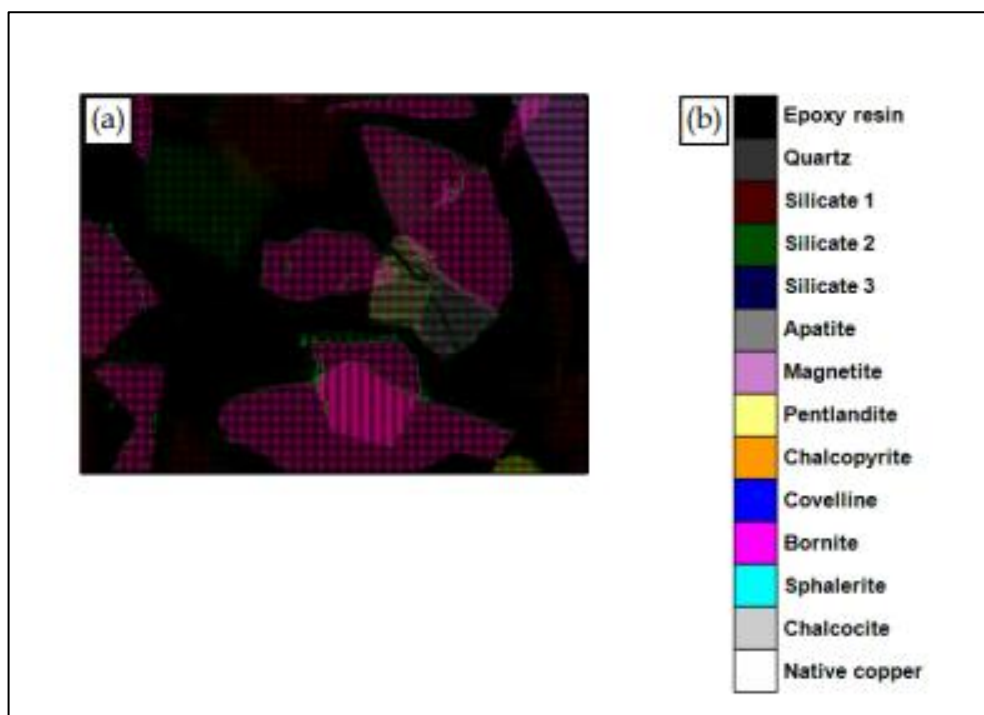 (a)
(b)
Epoxy resin
Quartz
Silicate 1
Silicate 2
Silicate 3
Apatite
Magnetite
Pentlandite
Chalcopyrite
Covelline
Bornite
Sphalerite
Chalcocite
Native copper